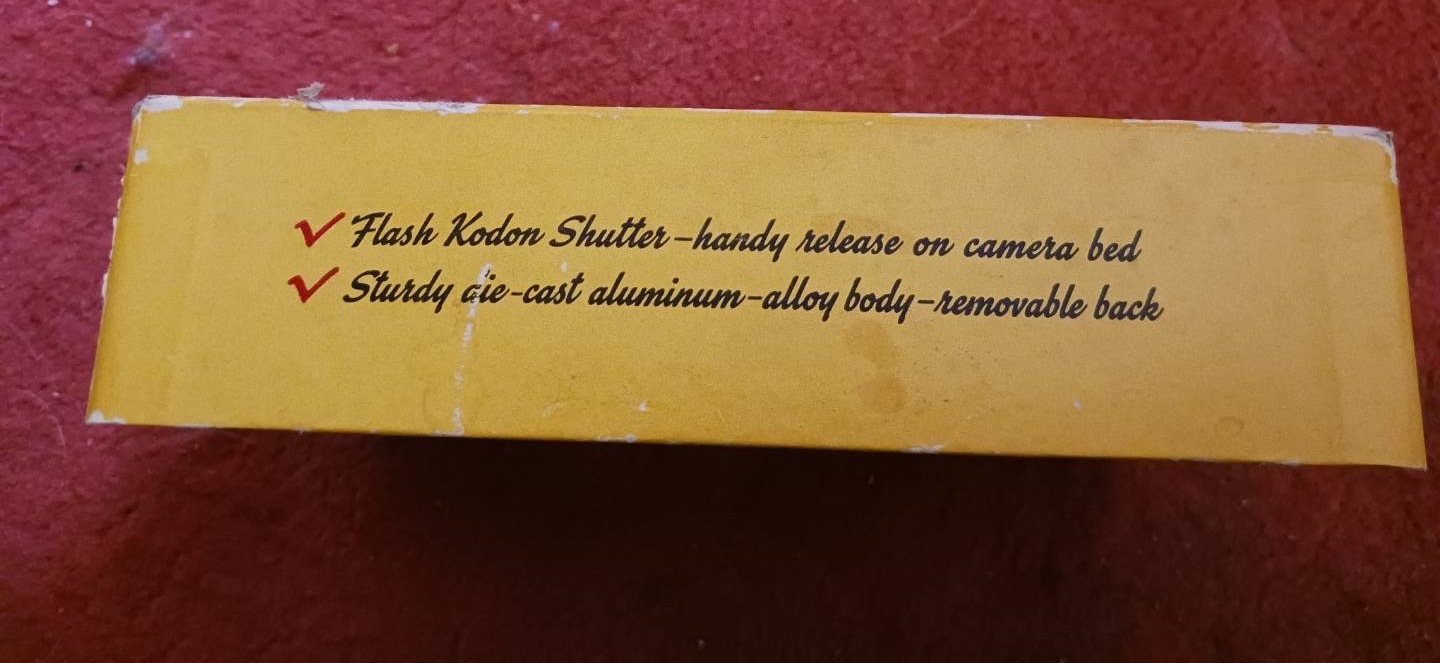 ✓ Flash Kodon Shutter–handy release on camera bed
✓ Sturdy die-cast aluminum-alloy body–removable back